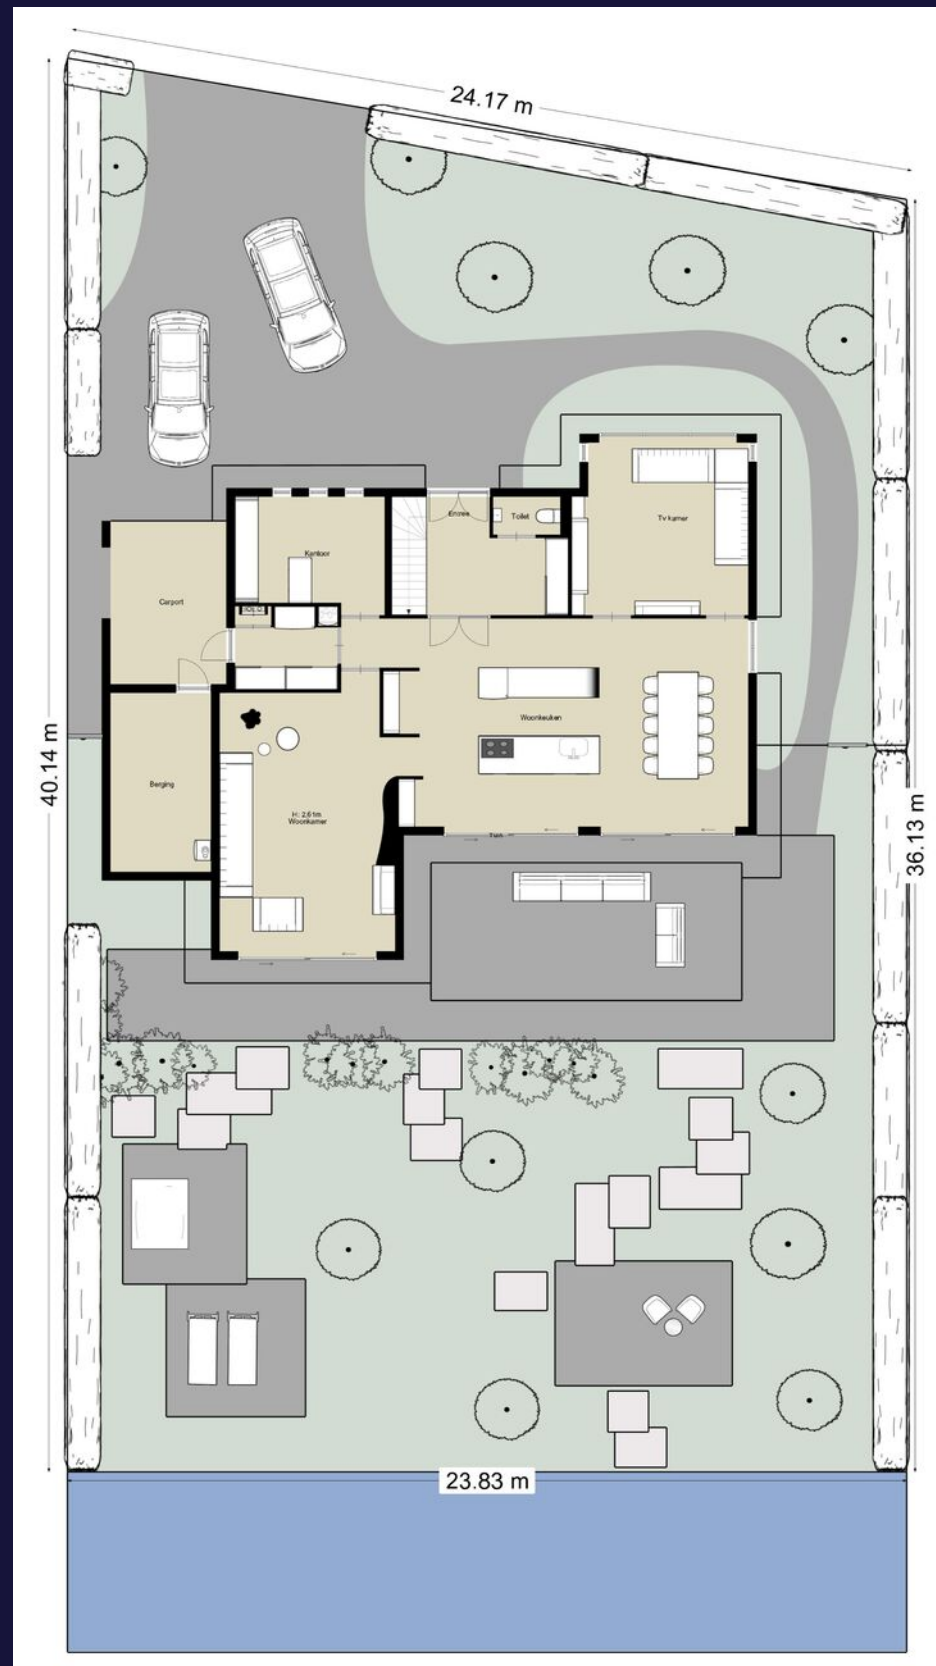 24.17 m
Entree
Toilet
Tv kamer
Kantoor
Carport
Woonkeuken
40.14 m
Berging
H: 2,61m
Woonkamer
Tuin
36.13 m
23.83 m